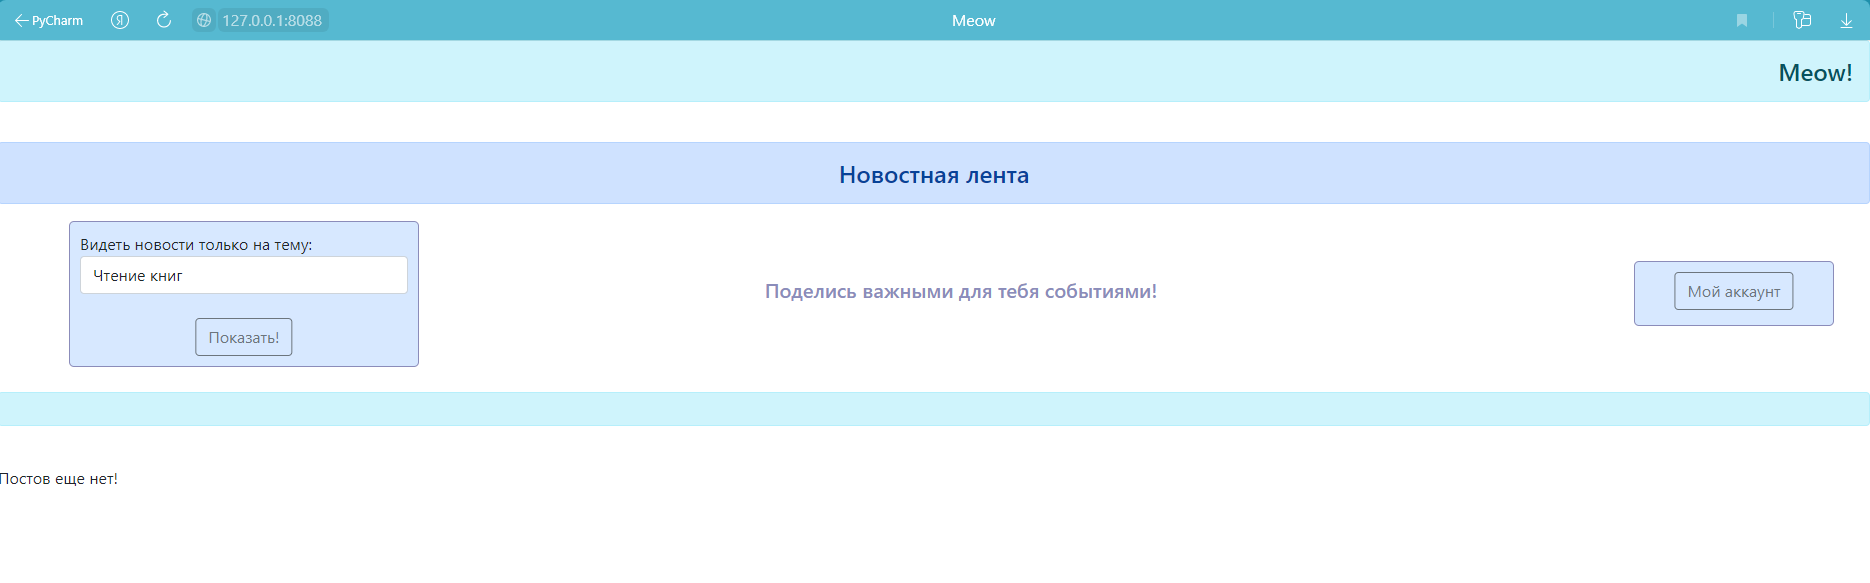 PyCharm
Я
127.0.0.1:8088
Meow
Meow!
Новостная лента
Видеть новости только на тему:
Чтение книг
Показать!
Поделись важными для тебя событиями!
Мой аккаунт
Постов еще нет!